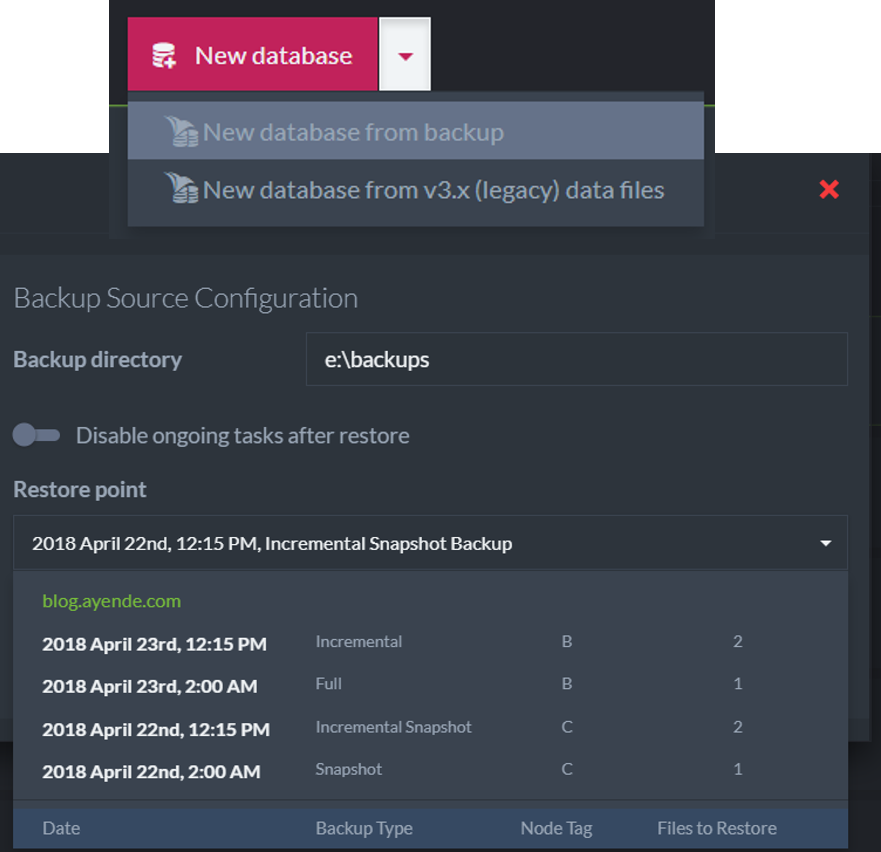 New database
New database from backup
New database from v3.x (legacy) data files
Backup Source Configuration
Backup directory e:\backups
Disable ongoing tasks after restore
Restore point
2018 April 22nd, 12:15 PM, Incremental Snapshot Backup
blog.ayende.com
2018 April 23rd, 12:15 PM Incremental B 2
2018 April 23rd, 2:00 AM Full B 1
2018 April 22nd, 12:15 PM Incremental Snapshot C 2
2018 April 22nd, 2:00 AM Snapshot C 1
Date Backup Type Node Tag Files to Restore